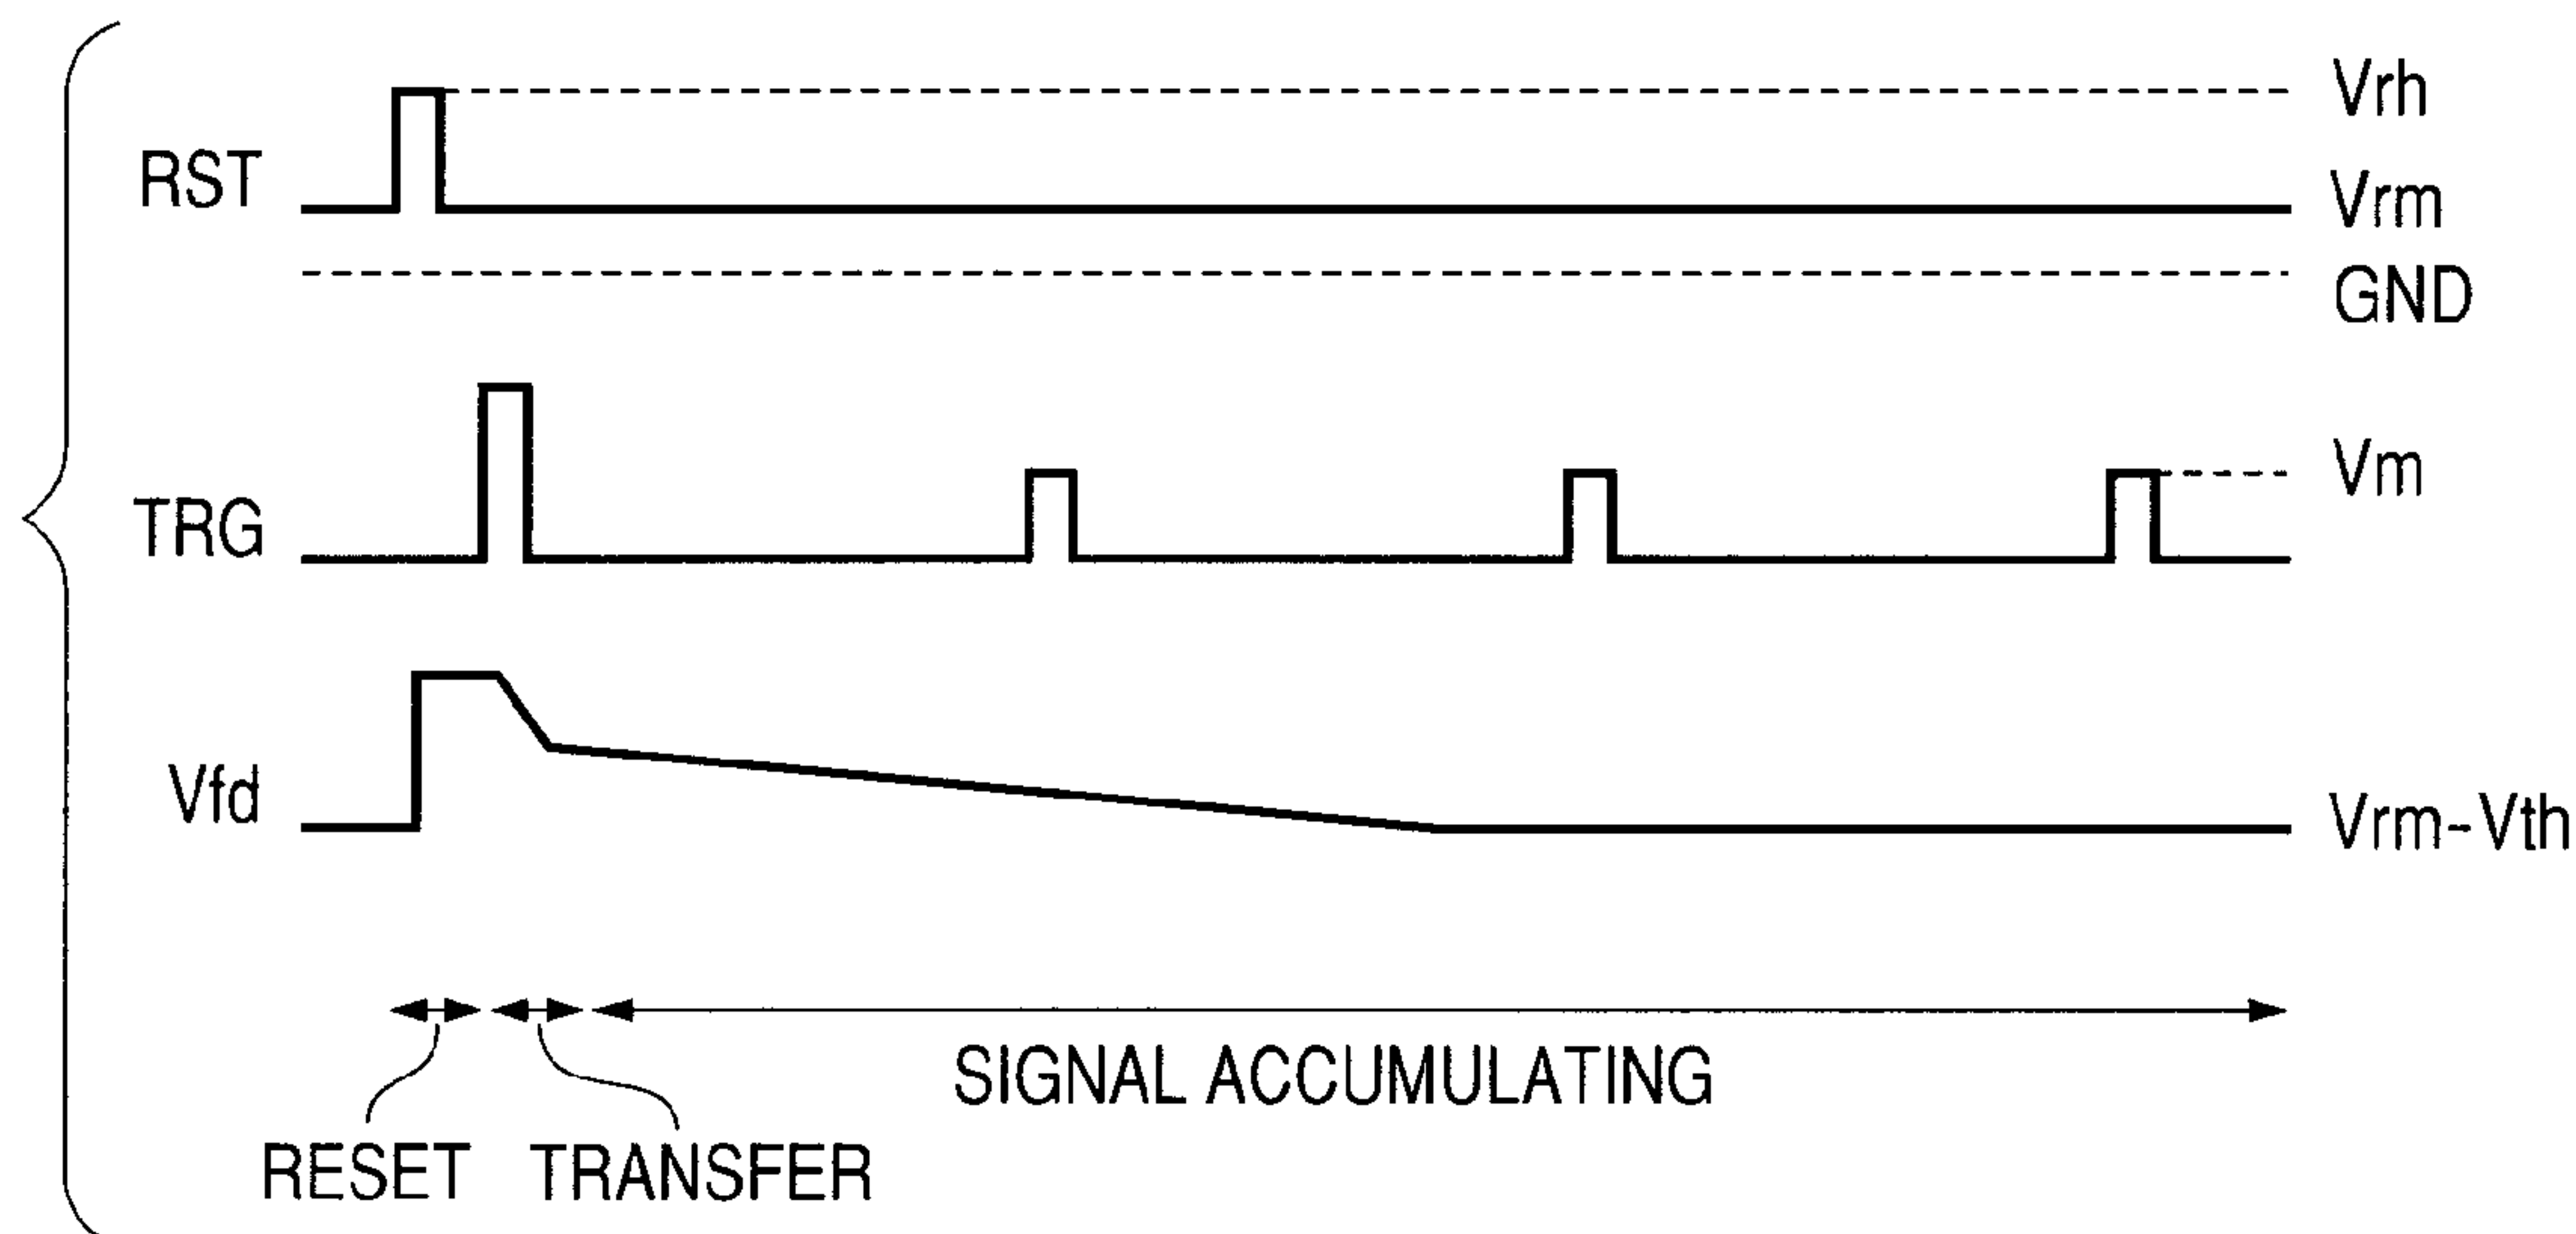 Vrh
RST
Vrm
GND
Vm
TRG
Vfd
Vrm-Vth
SIGNAL ACCUMULATING
RESET
TRANSFER